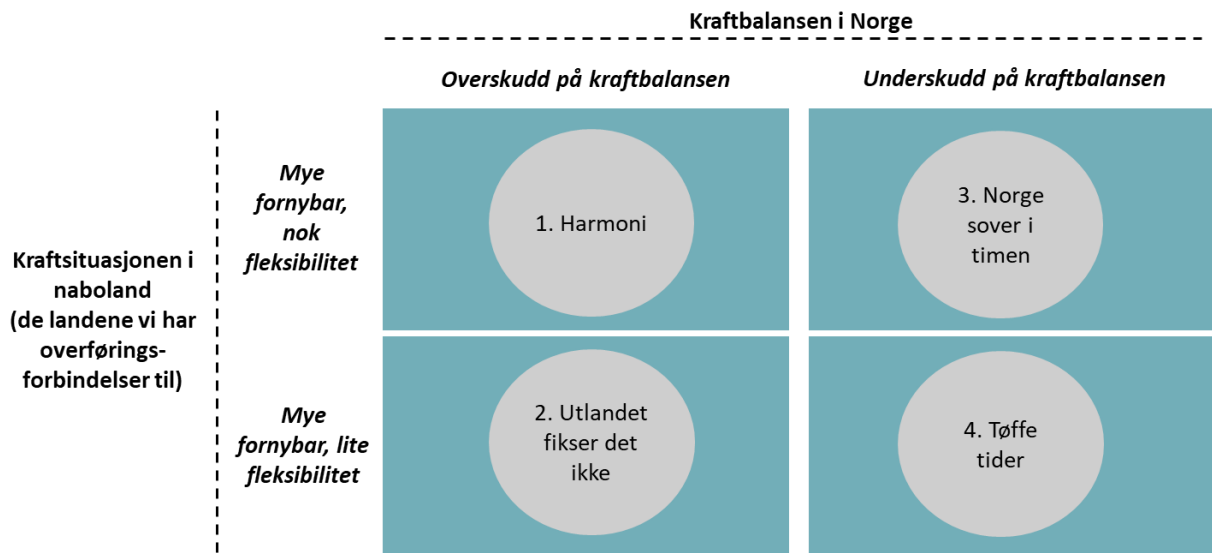 Kraftbalansen i Norge
Overskudd på kraftbalansen
Underskudd på kraftbalansen
Kraftsituasjonen i
naboland
(de landene vi har
overførings-
forbindelser til)
Mye
fornybar,
nok
fleksibilitet
1. Harmoni
3. Norge
sover i
timen
Mye
fornybar, lite
fleksibilitet
2. Utlandet
fikser det
ikke
4. Tøffe
tider